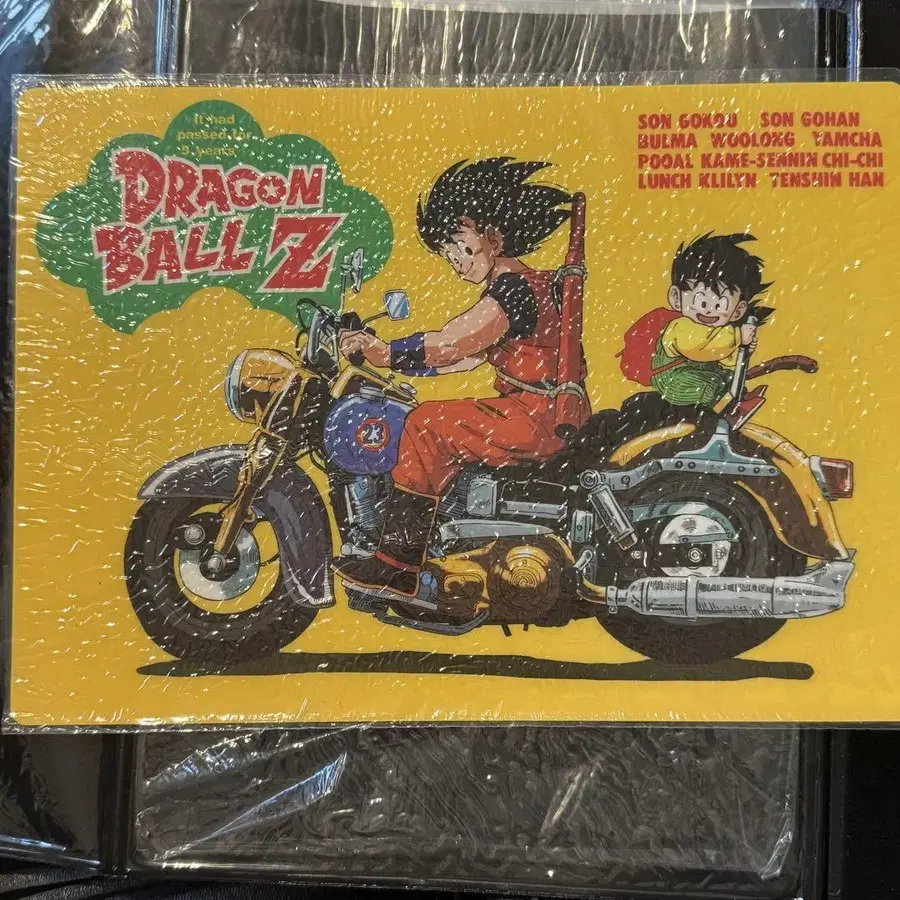 It had
passed for
5 years!
DRAGON
BALL Z
SON GOKOU SON GOHAN
BULMA WOOLONG YAMCHA
POOAL KAME-SENNIN CHI-CHI
LUNCH KLILYN TENSHIN HAN
23